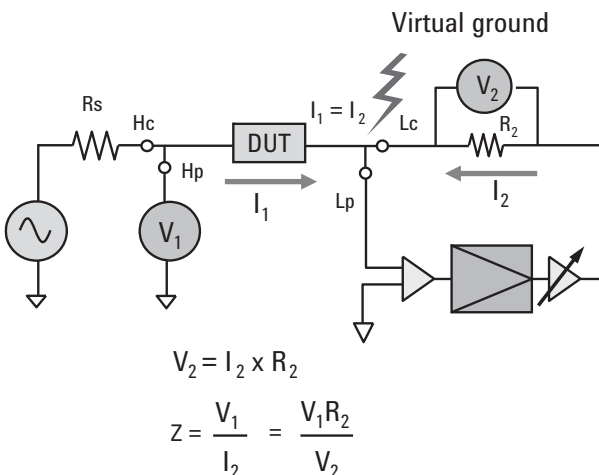 Virtual ground
V₂
Rs
Hc
I₁ = I₂
Lc
R₂
DUT
Hp
I₁
Lp
I₂
V₁
V₂ = I₂ x R₂
Z = V₁ / I₂ = V₁R₂ / V₂